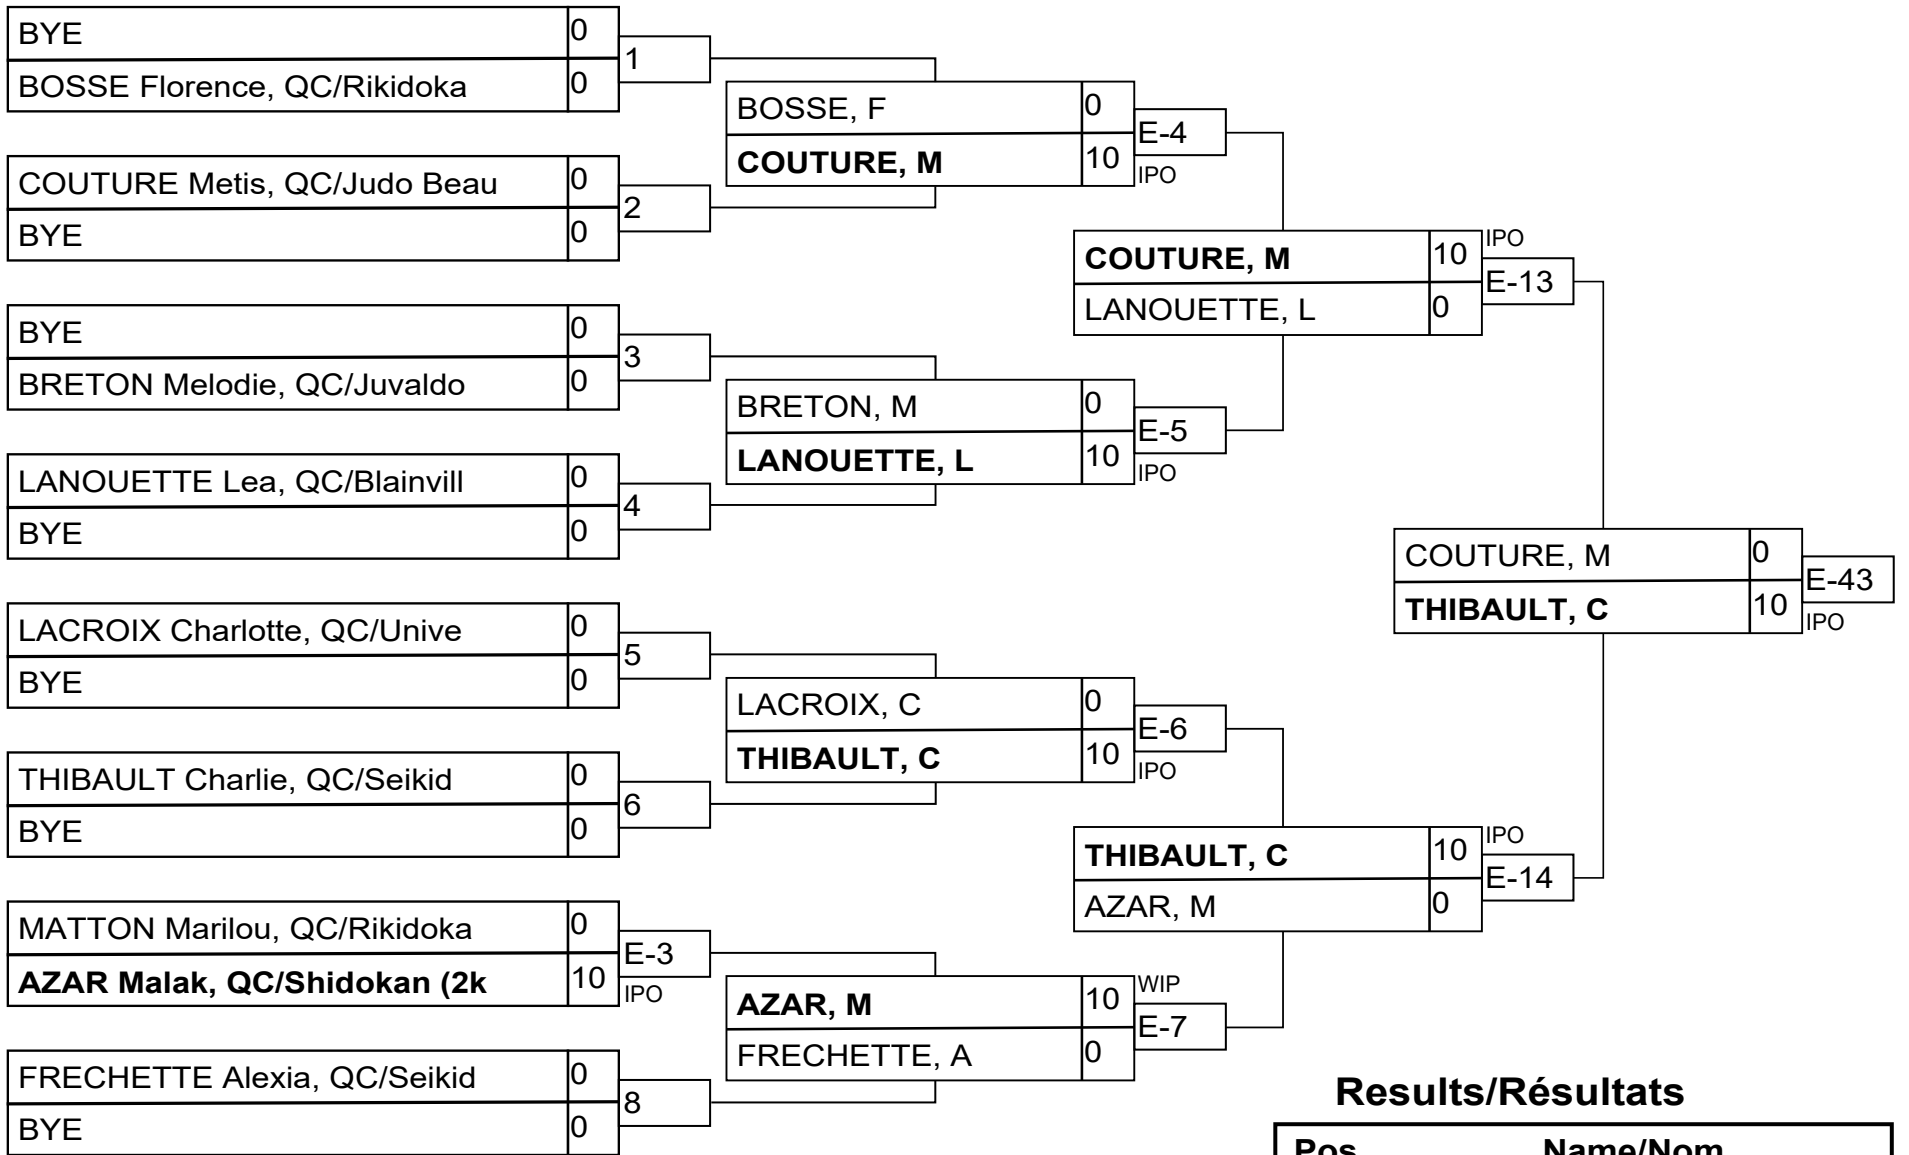 BYE 0
1
BOSSE Florence, QC/Rikidoka 0
COUTURE Metis, QC/Judo Beau 0
2
BYE 0
BYE 0
3
BRETON Melodie, QC/Juvaldo 0
LANOUETTE Lea, QC/Blainvill 0
4
BYE 0
LACROIX Charlotte, QC/Unive 0
5
BYE 0
THIBAULT Charlie, QC/Seikid 0
6
BYE 0
MATTON Marilou, QC/Rikidoka 0
E-3
AZAR Malak, QC/Shidokan (2k 10
IPO
FRECHETTE Alexia, QC/Seikid 0
8
BYE 0
BOSSE, F 0
E-4
COUTURE, M 10
IPO
BRETON, M 0
E-5
LANOUETTE, L 10
IPO
LACROIX, C 0
E-6
THIBAULT, C 10
IPO
WIP
AZAR, M 10
E-7
FRECHETTE, A 0
IPO
COUTURE, M 10
E-13
LANOUETTE, L 0
IPO
THIBAULT, C 10
E-14
AZAR, M 0
COUTURE, M 0
E-43
THIBAULT, C 10
IPO
Results/Résultats
Pos Name/Nom